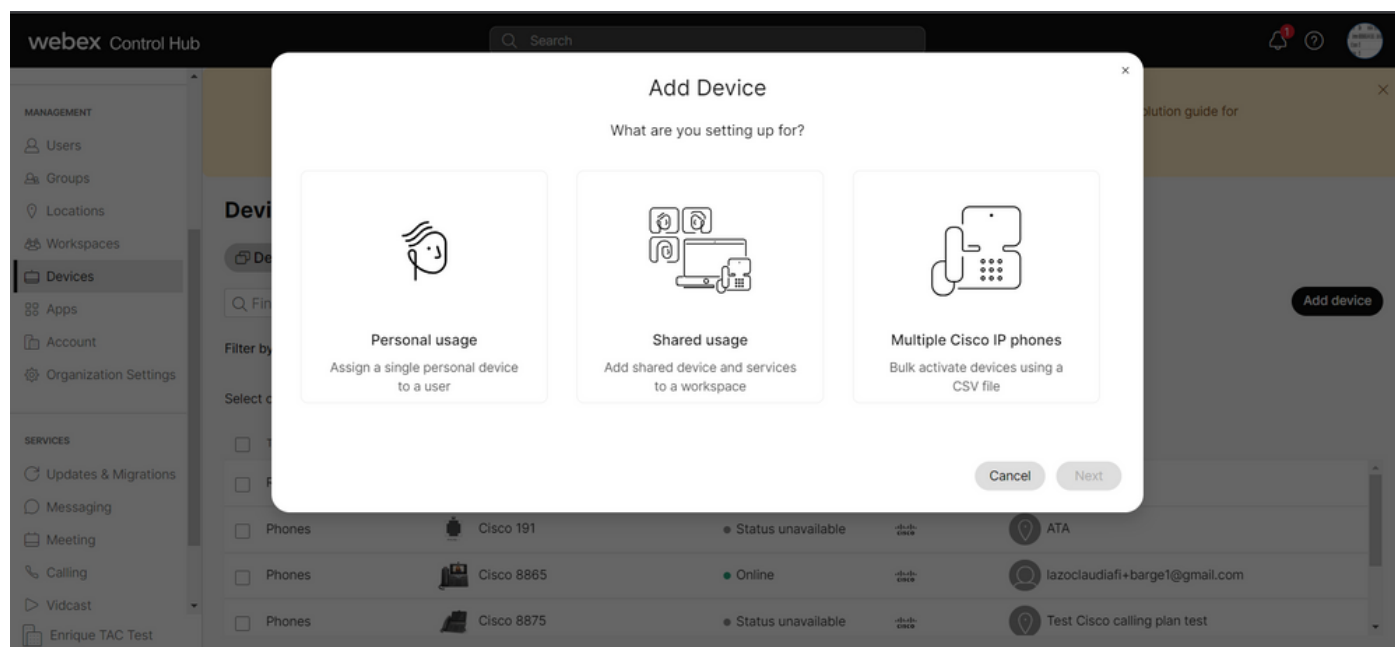 webex Control Hub
Search
1
MANAGEMENT
Users
Groups
Locations
Workspaces
Devices
Apps
Account
Organization Settings
SERVICES
Updates & Migrations
Messaging
Meeting
Calling
Vidcast
Enrique TAC Test
Add Device
What are you setting up for?
Personal usage
Assign a single personal device
to a user
Shared usage
Add shared device and services
to a workspace
Multiple Cisco IP phones
Bulk activate devices using a
CSV file
Cancel
Next
guide for
Add device
Filter by
Select
Phones Cisco 191 Status unavailable CISCO ATA
Phones Cisco 8865 Online CISCO lazoclaudiafi+barge1@gmail.com
Phones Cisco 8875 Status unavailable CISCO Test Cisco calling plan test